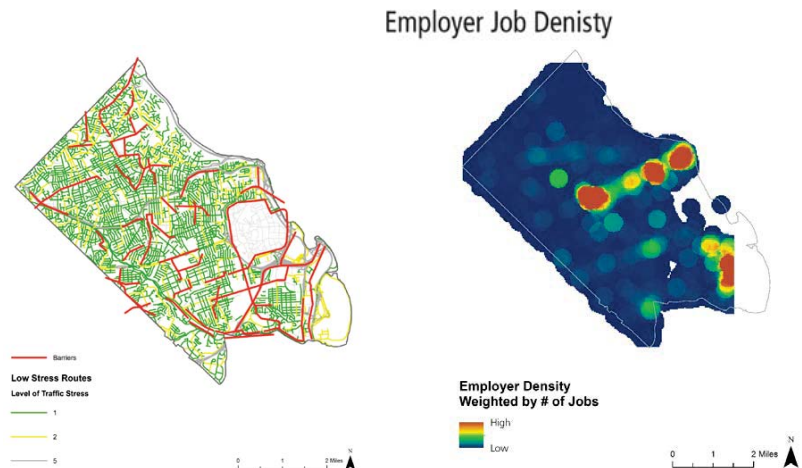 Employer Job Denisty
Barriers
Low Stress Routes
Level of Traffic Stress
1
2
5
0 1 2 Miles
N
Employer Density
Weighted by # of Jobs
High
Low
0 1 2 Miles
N